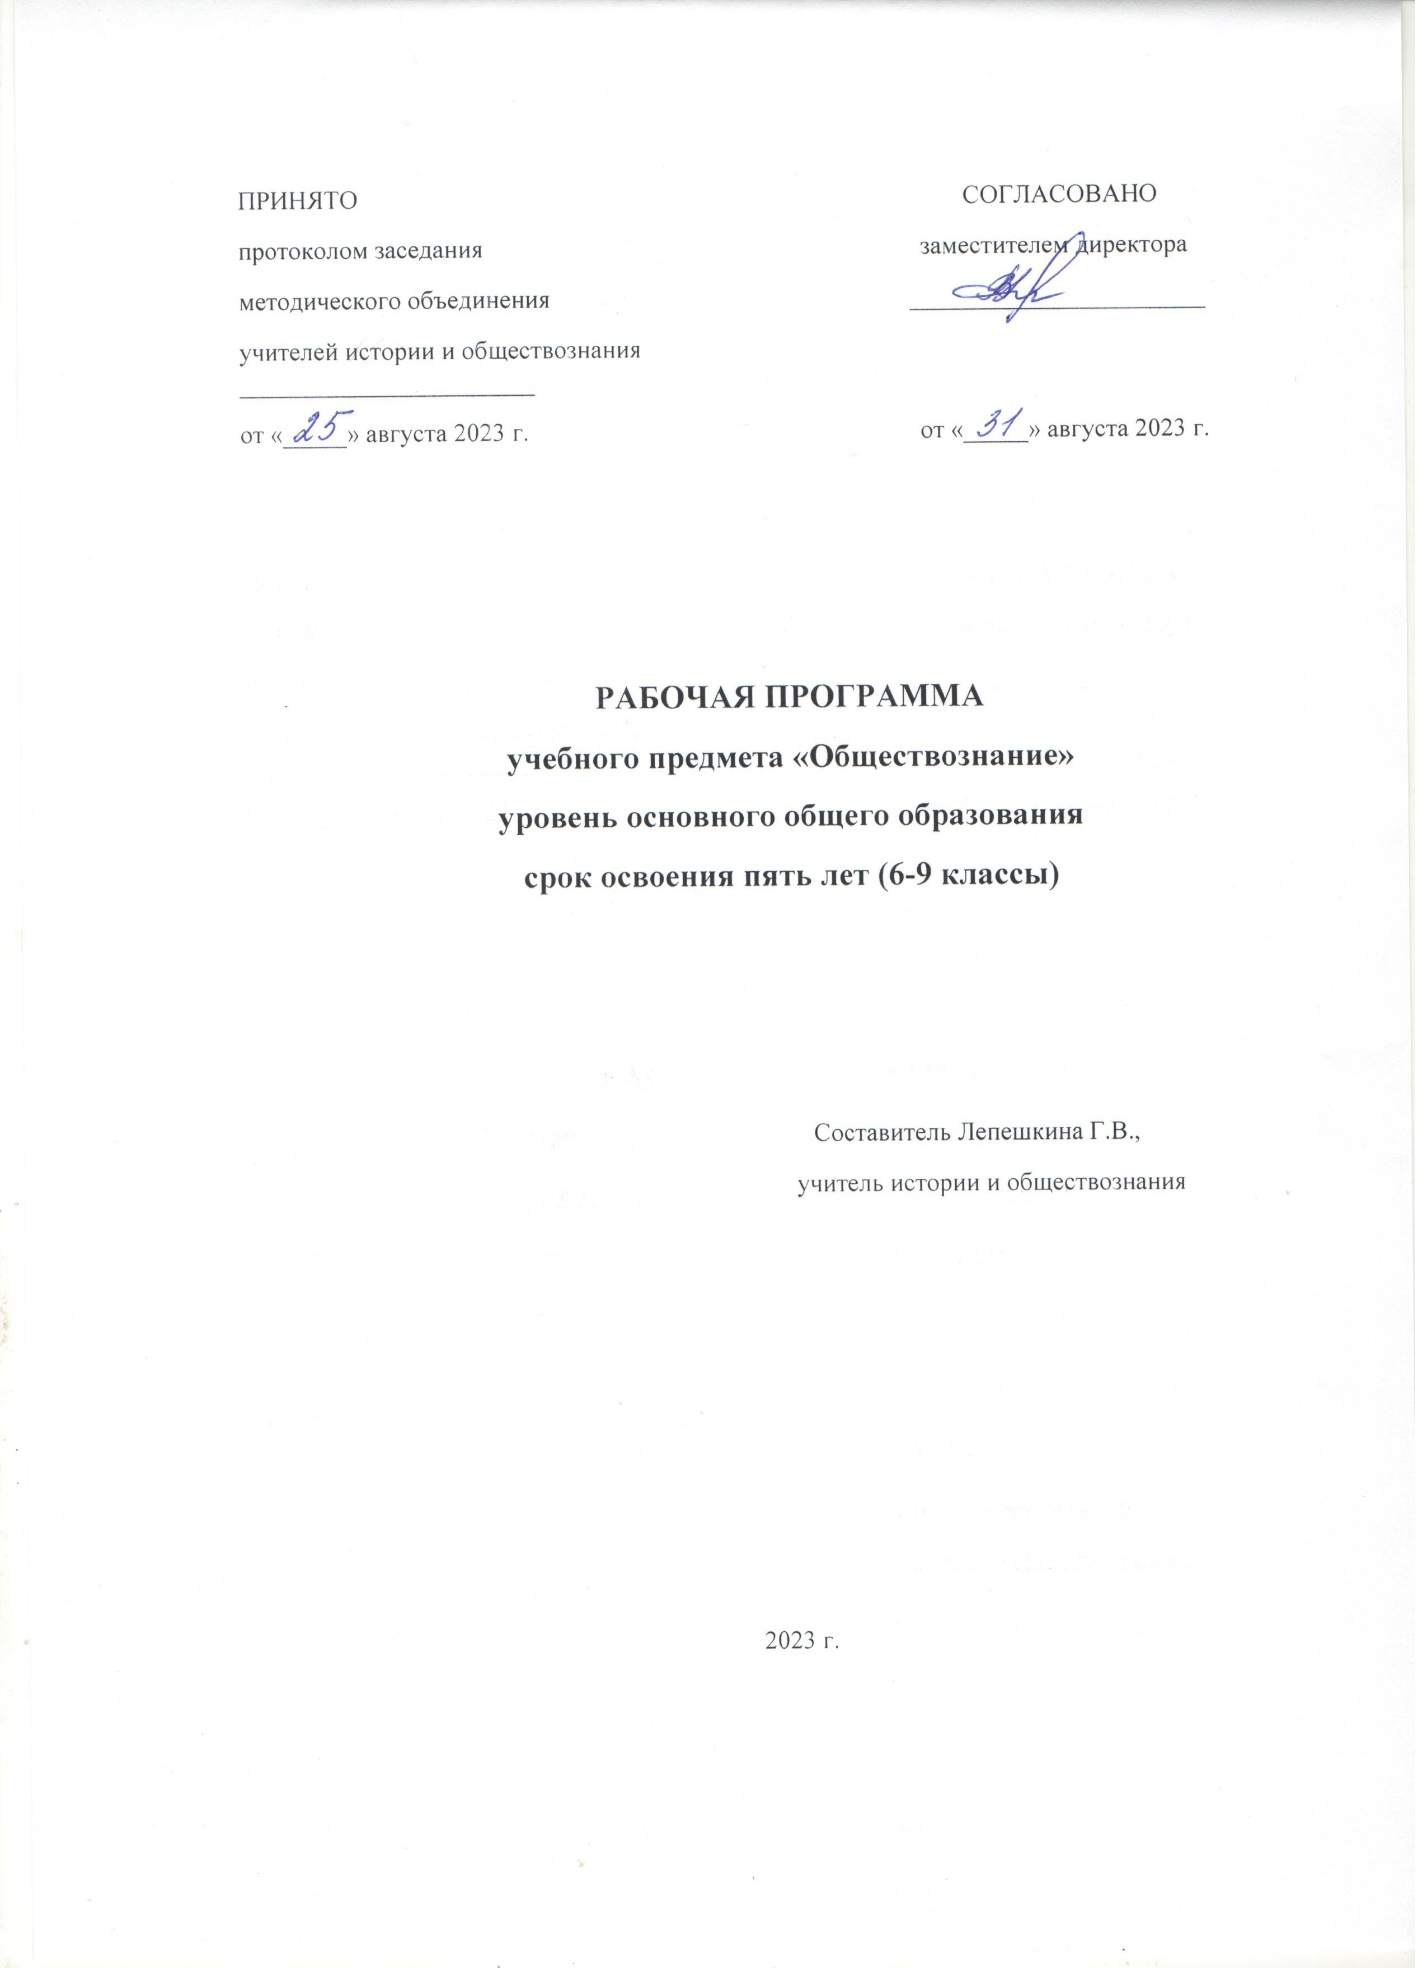 ПРИНЯТО
протоколом заседания
методического объединения
учителей истории и обществознания
от «25» августа 2023 г.
СОГЛАСОВАНО
заместителем директора
от «31» августа 2023 г.
РАБОЧАЯ ПРОГРАММА
учебного предмета «Обществознание»
уровень основного общего образования
срок освоения пять лет (6-9 классы)
Составитель Лепешкина Г.В.,
учитель истории и обществознания
2023 г.